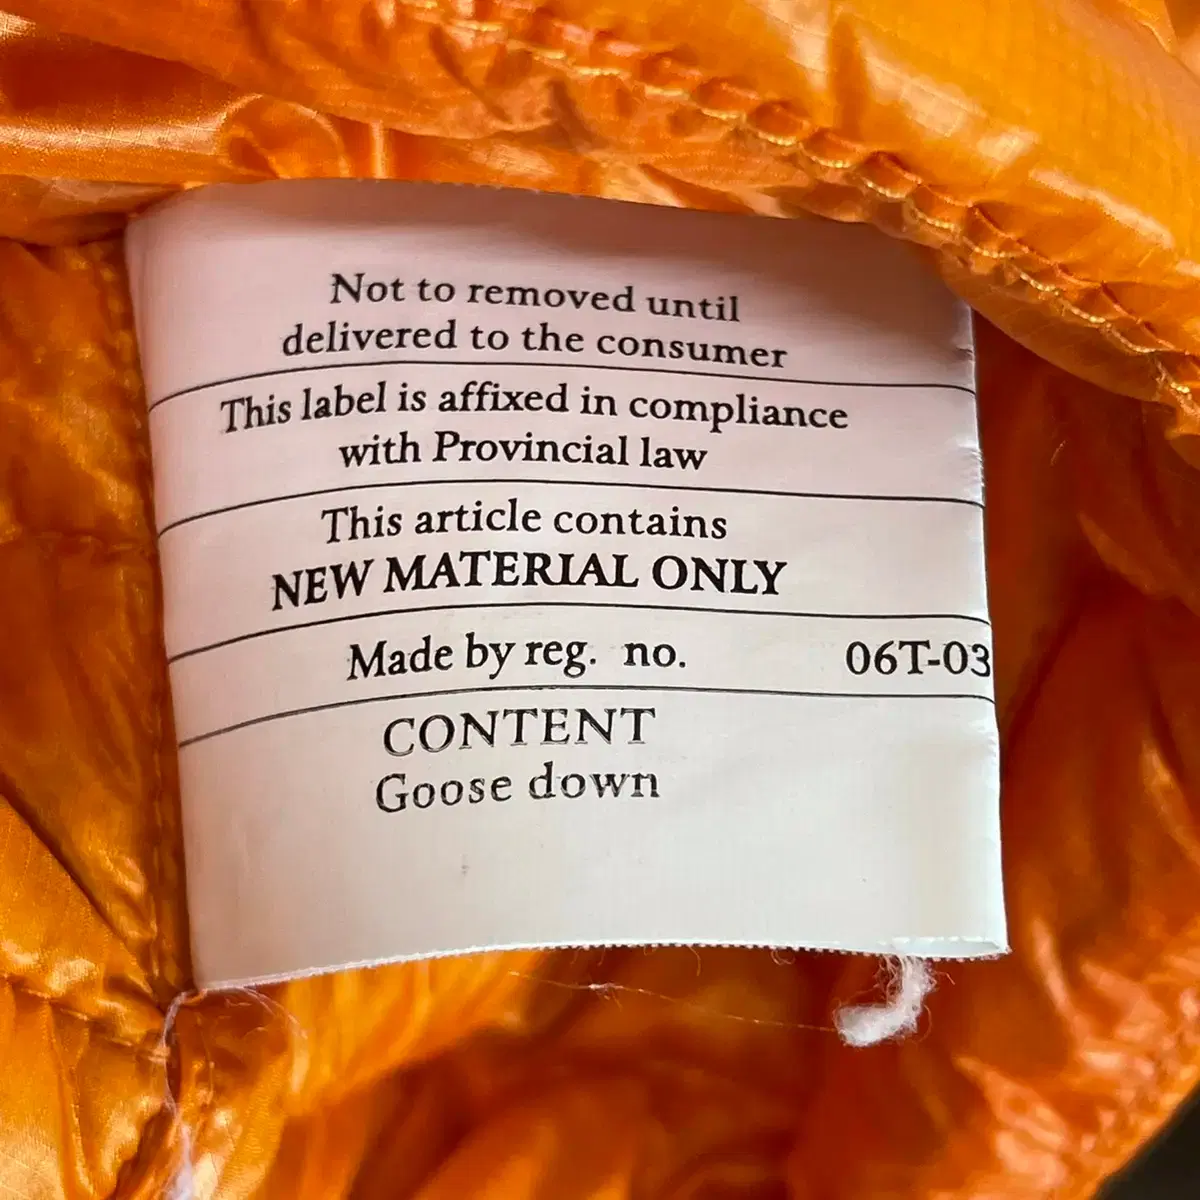 Not to removed until
delivered to the consumer
This label is affixed in compliance
with Provincial law
This article contains
NEW MATERIAL ONLY
Made by reg. no. 06T-03
CONTENT
Goose down